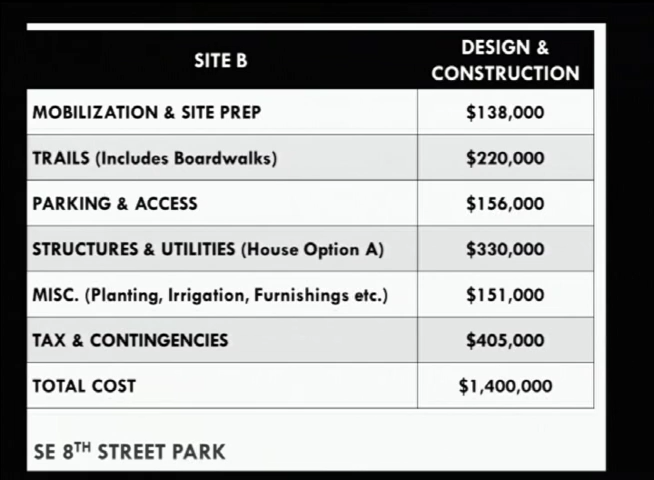 SITE B
DESIGN &
CONSTRUCTION
MOBILIZATION & SITE PREP $138,000
TRAILS (Includes Boardwalks) $220,000
PARKING & ACCESS $156,000
STRUCTURES & UTILITIES (House Option A) $330,000
MISC. (Planting, Irrigation, Furnishings etc.) $151,000
TAX & CONTINGENCIES $405,000
TOTAL COST $1,400,000
SE 8TH STREET PARK